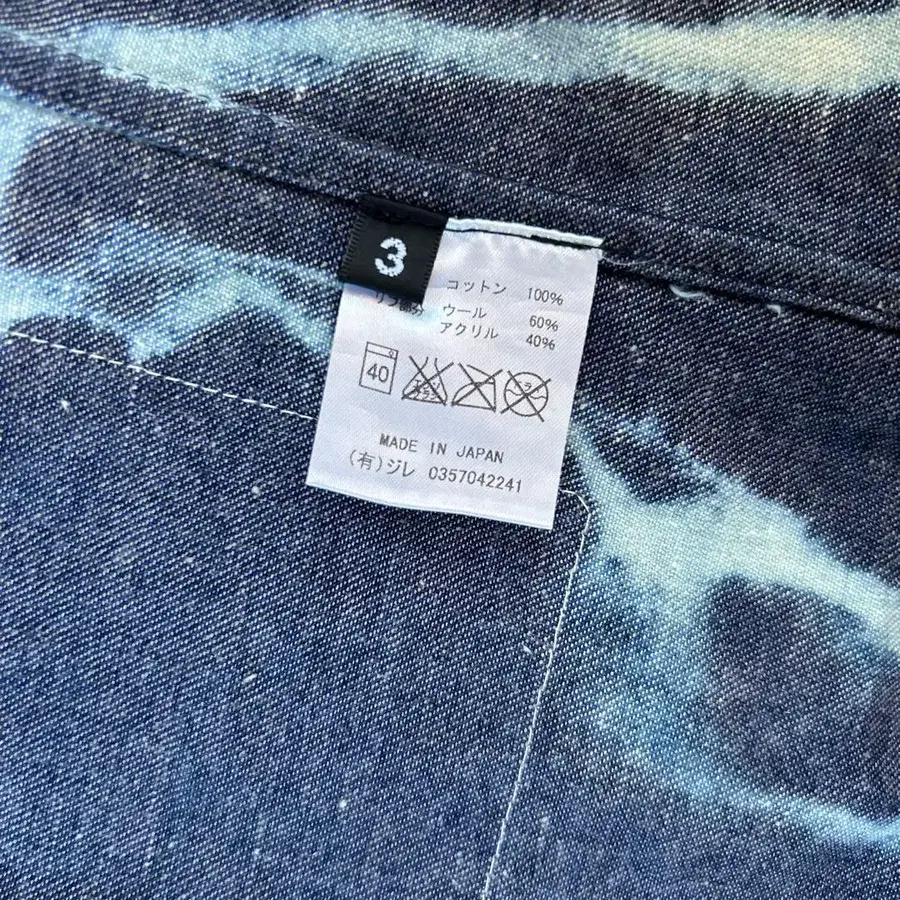 3
コットン 100%
リブ部分 ウール 60%
アクリル 40%
40
MADE IN JAPAN
(有)ジレ 0357042241